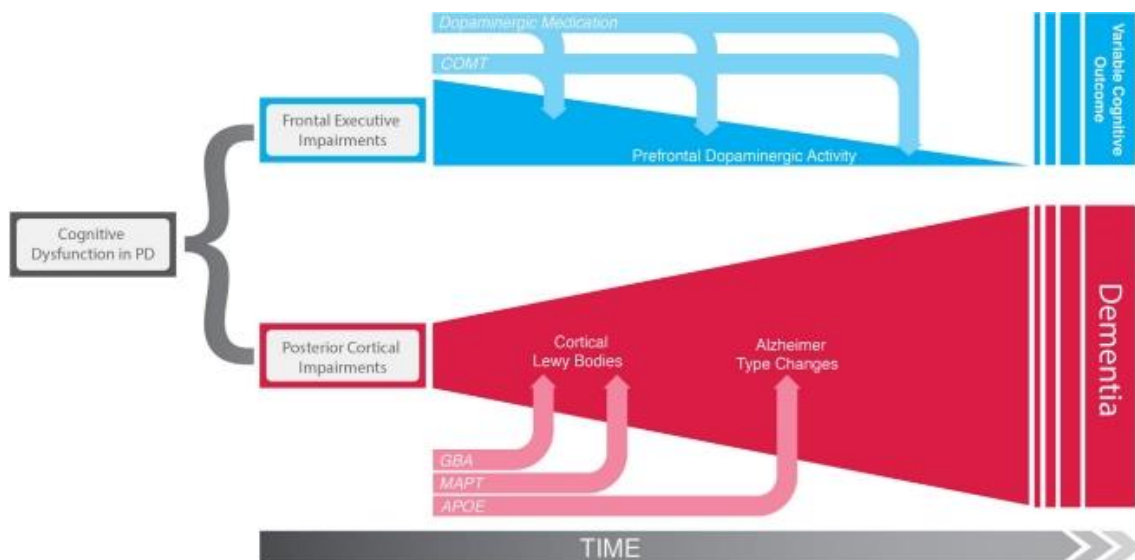 Dopaminergic Medication
COMT
Frontal Executive
Impairments
Prefrontal Dopaminergic Activity
Variable Cognitive
Outcome
Cognitive
Dysfunction in PD
Posterior Cortical
Impairments
Cortical
Lewy Bodies
Alzheimer
Type Changes
Dementia
GBA
MAPT
APOE
TIME